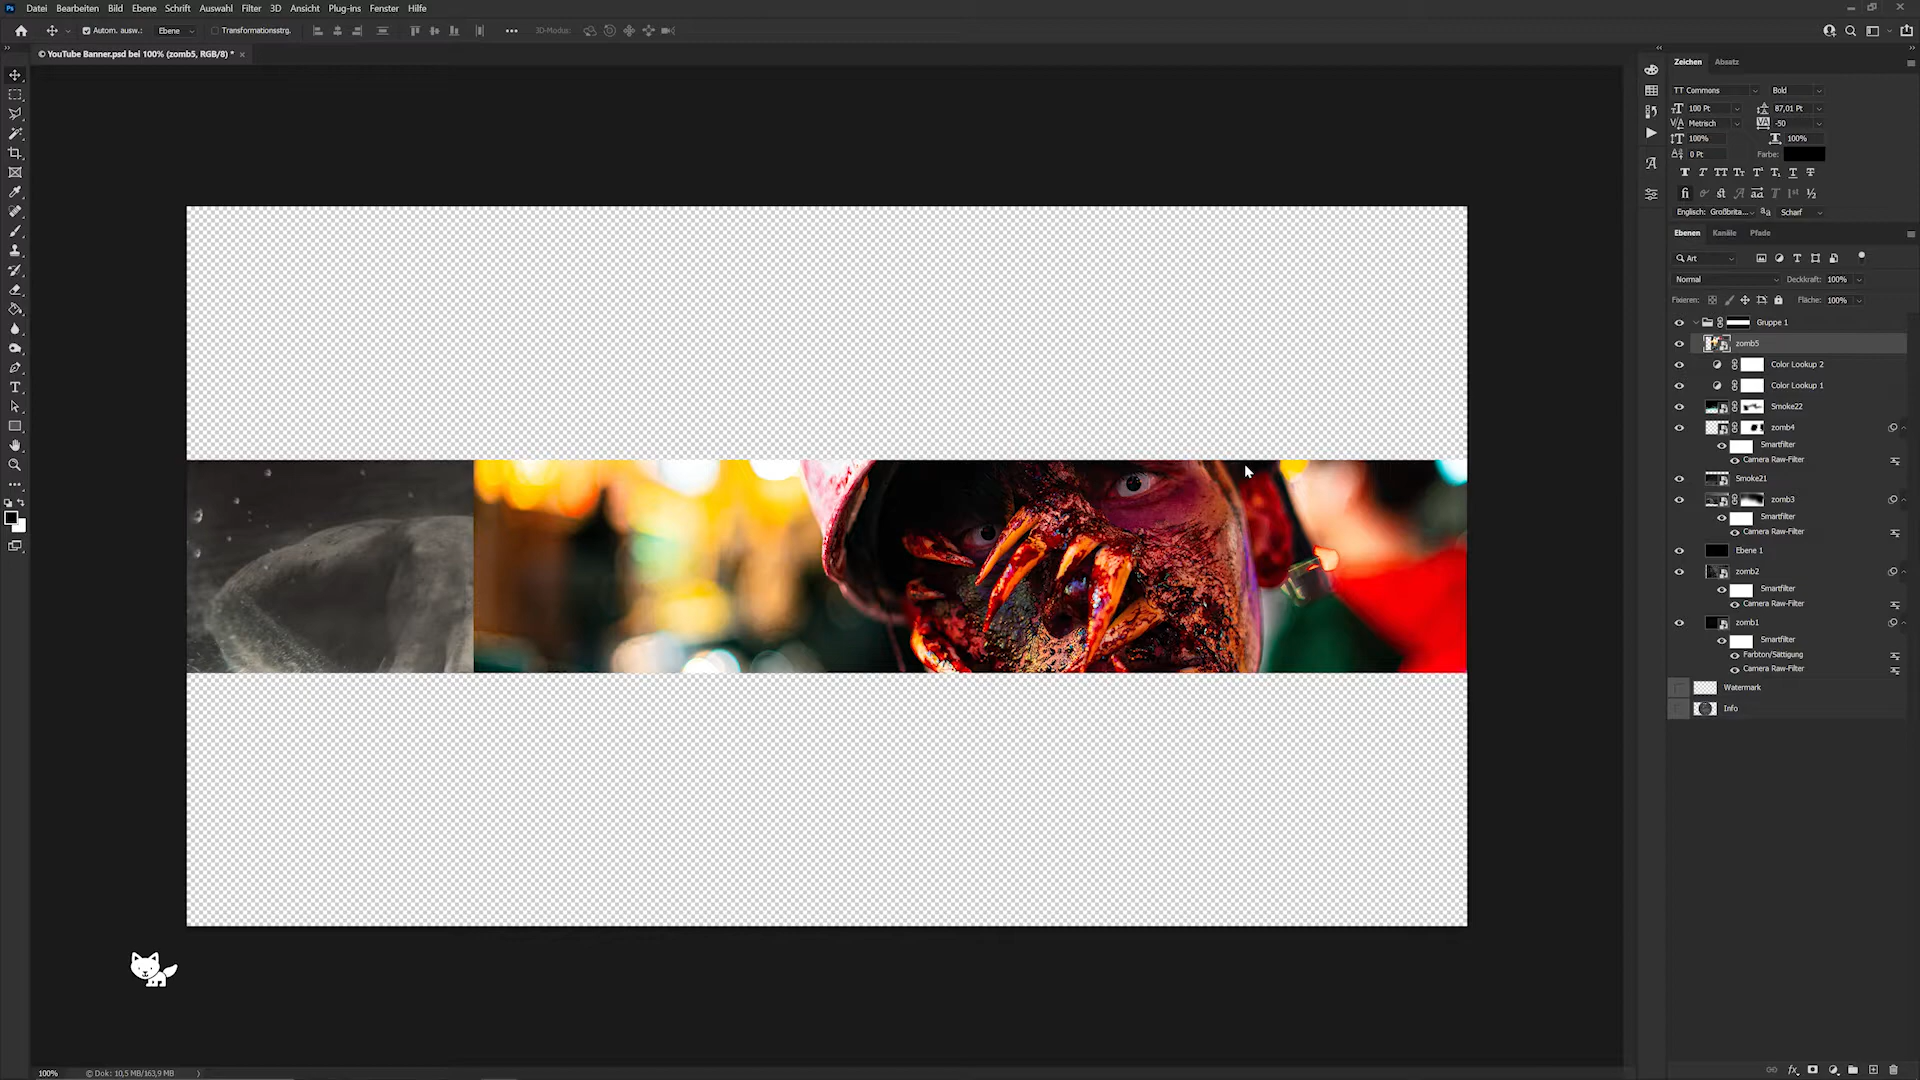 Ps Datei Bearbeiten Bild Ebene Schrift Auswahl Filter 3D Ansicht Plug-ins Fenster Hilfe
Autom. ausw.: Ebene Transformationsstrg. 3D-Modus:
© YouTube Banner.psd bei 100% (zomb5, RGB/8) *
Zeichen Absatz
TT Commons Bold
100 Pt 87,01 Pt
Metrisch -50
100% 100%
0 Pt Farbe:
Englisch: Großbrita... Scharf
Ebenen Kanäle Pfade
Art
Normal Deckkraft: 100%
Fixieren: Fläche: 100%
Gruppe 1
zomb5
Color Lookup 2
Color Lookup 1
Smoke22
zomb4
Smartfilter
Camera Raw-Filter
Smoke21
zomb3
Smartfilter
Camera Raw-Filter
Ebene 1
zomb2
Smartfilter
Camera Raw-Filter
zomb1
Smartfilter
Farbton/Sättigung
Camera Raw-Filter
Watermark
Info
100% © Dok: 10,5 MB/163,9 MB